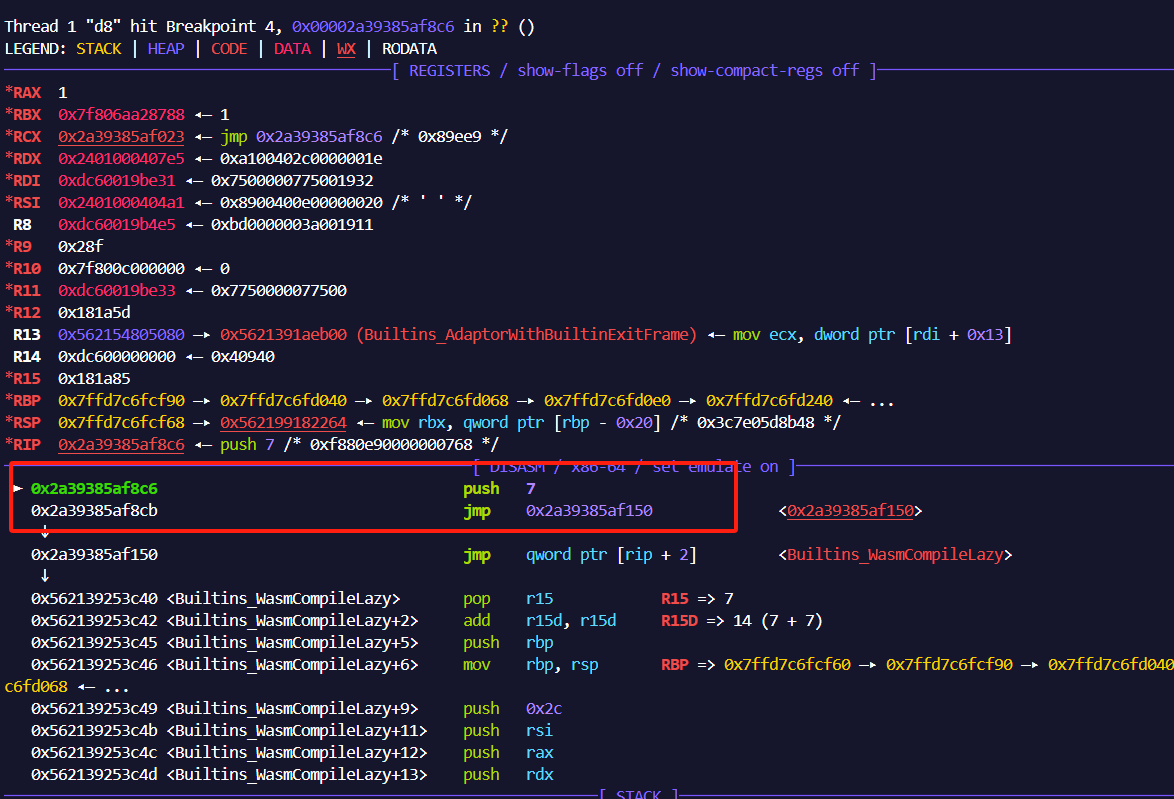 Thread 1 "d8" hit Breakpoint 4, 0x00002a39385af8c6 in ?? ()
LEGEND: STACK | HEAP | CODE | DATA | WX | RODATA
[ REGISTERS / show-flags off / show-compact-regs off ]
*RAX 1
*RBX 0x7f806aa28788 ◂— 1
*RCX 0x2a39385af023 ◂— jmp 0x2a39385af8c6 /* 0x89ee9 */
*RDX 0x2401000407e5 ◂— 0xa100402c0000001e
*RDI 0xdc60019be31 ◂— 0x7500000775001932
*RSI 0x2401000404a1 ◂— 0x8900400e00000020 /* ' ' */
R8 0xdc60019b4e5 ◂— 0xbd0000003a001911
*R9 0x28f
*R10 0x7f800c000000 ◂— 0
*R11 0xdc60019be33 ◂— 0x7750000077500
*R12 0x181a5d
R13 0x562154805080 —▸ 0x5621391aeb00 (Builtins_AdaptorWithBuiltinExitFrame) ◂— mov ecx, dword ptr [rdi + 0x13]
R14 0xdc600000000 ◂— 0x40940
*R15 0x181a85
*RBP 0x7ffd7c6fcf90 —▸ 0x7ffd7c6fd040 —▸ 0x7ffd7c6fd068 —▸ 0x7ffd7c6fd0e0 —▸ 0x7ffd7c6fd240 ◂— ...
*RSP 0x7ffd7c6fcf68 —▸ 0x562199182264 ◂— mov rbx, qword ptr [rbp - 0x20] /* 0x3c7e05d8b48 */
*RIP 0x2a39385af8c6 ◂— push 7 /* 0xf880e90000000768 */
[ DISASM / x86-64 / set emulate on ]
► 0x2a39385af8c6 push 7
0x2a39385af8cb jmp 0x2a39385af150 <0x2a39385af150>
↓
0x2a39385af150 jmp qword ptr [rip + 2] <Builtins_WasmCompileLazy>
↓
0x562139253c40 <Builtins_WasmCompileLazy> pop r15 R15 => 7
0x562139253c42 <Builtins_WasmCompileLazy+2> add r15d, r15d R15D => 14 (7 + 7)
0x562139253c45 <Builtins_WasmCompileLazy+5> push rbp
0x562139253c46 <Builtins_WasmCompileLazy+6> mov rbp, rsp RBP => 0x7ffd7c6fcf60 —▸ 0x7ffd7c6fcf90 —▸ 0x7ffd7c6fd040
c6fd068 ◂— ...
0x562139253c49 <Builtins_WasmCompileLazy+9> push 0x2c
0x562139253c4b <Builtins_WasmCompileLazy+11> push rsi
0x562139253c4c <Builtins_WasmCompileLazy+12> push rax
0x562139253c4d <Builtins_WasmCompileLazy+13> push rdx
[ STACK ]